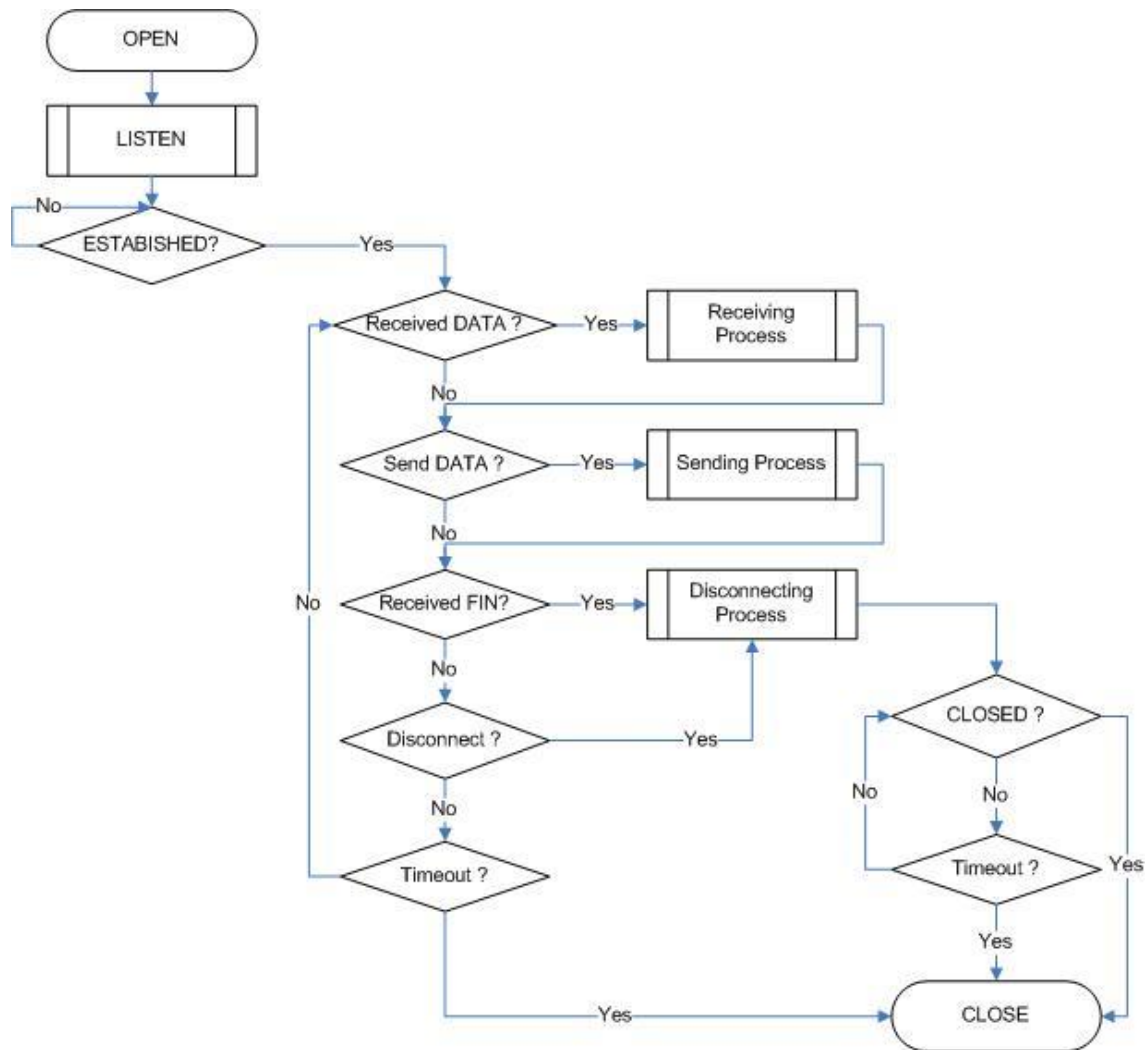 OPEN
LISTEN
No
ESTABISHED?
Yes
Received DATA ?
Yes
Receiving
Process
No
Send DATA ?
Yes
Sending Process
No
Received FIN?
Yes
Disconnecting
Process
No
No
Disconnect ?
Yes
CLOSED ?
No
No
No
Timeout ?
Timeout ?
Yes
Yes
Yes
CLOSE